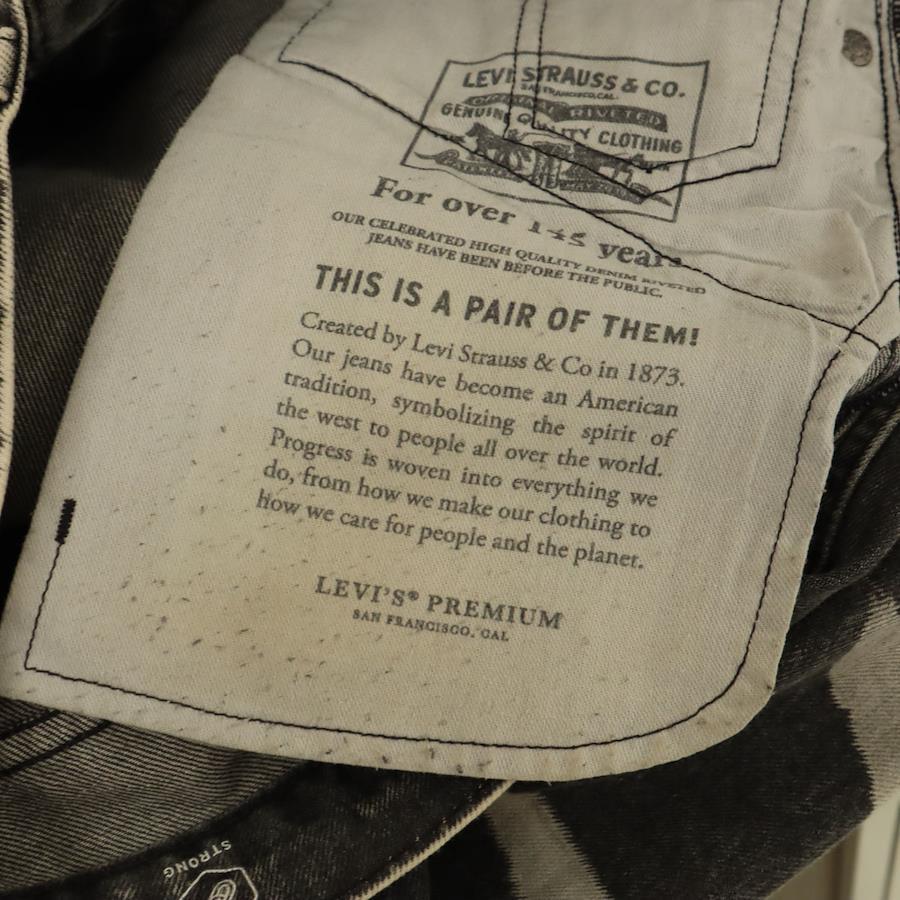 LEVI STRAUSS & CO.
SAN FRANCISCO, CAL.
ORIGINAL RIVETED
GENUINE QUALITY CLOTHING
For over 145 years
OUR CELEBRATED HIGH QUALITY DENIM RIVETED
JEANS HAVE BEEN BEFORE THE PUBLIC.
THIS IS A PAIR OF THEM!
Created by Levi Strauss & Co in 1873.
Our jeans have become an American
tradition, symbolizing the spirit of
the west to people all over the world.
Progress is woven into everything we
do, from how we make our clothing to
how we care for people and the planet.
LEVI'S® PREMIUM
SAN FRANCISCO, CAL
STRONG